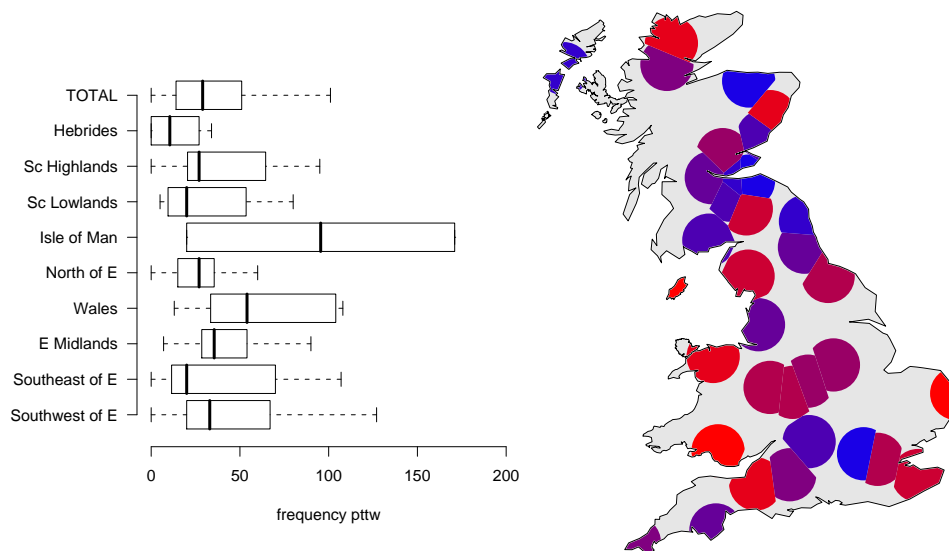 TOTAL
Hebrides
Sc Highlands
Sc Lowlands
Isle of Man
North of E
Wales
E Midlands
Southeast of E
Southwest of E
0 50 100 150 200
frequency pttw